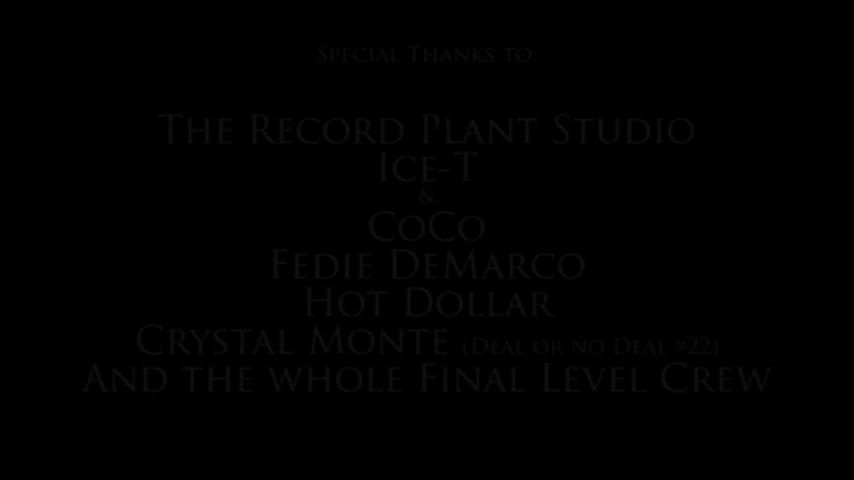 Special Thanks to:
The Record Plant Studio
Ice-T
&
CoCo
Fedie DeMarco
Hot Dollar
Crystal Monte (Deal or no Deal #22)
And the whole Final Level Crew